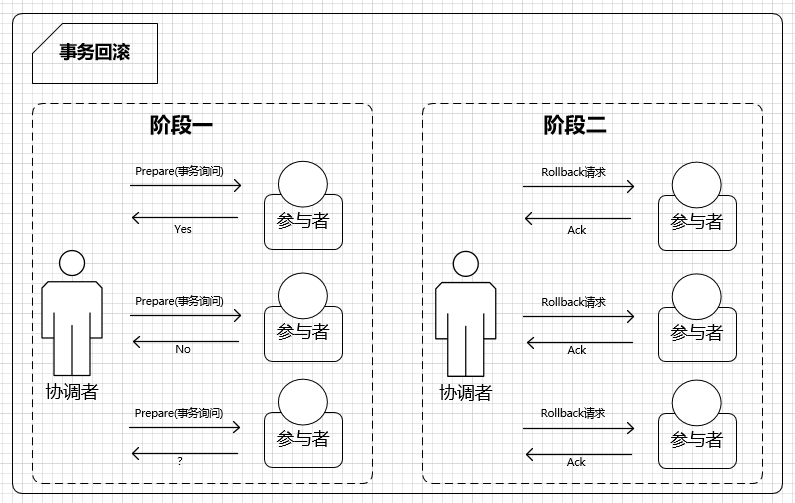 事务回滚
阶段一
Prepare(事务询问)
参与者
Yes
Prepare(事务询问)
参与者
No
协调者
Prepare(事务询问)
参与者
?
阶段二
Rollback请求
参与者
Ack
Rollback请求
参与者
Ack
协调者
Rollback请求
参与者
Ack